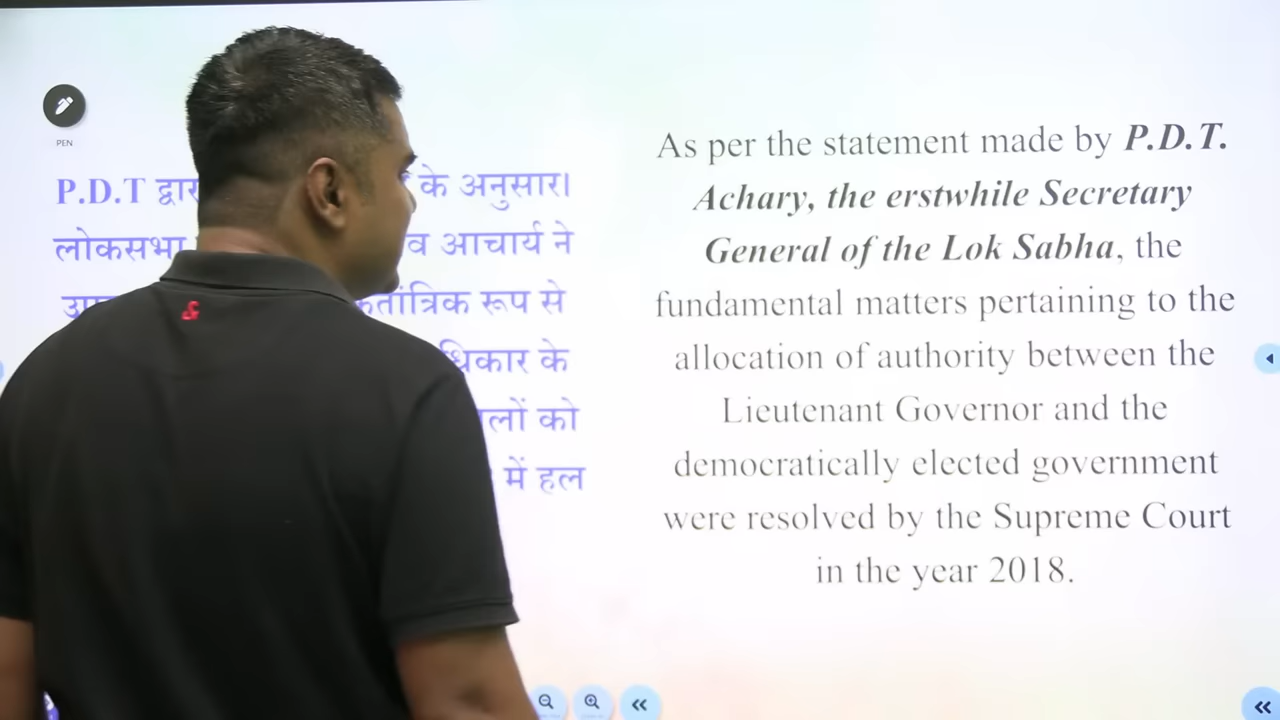 PEN
P.D.T के अनुसार।
लोकसभा आचार्य ने
रूप से
के
को
में हल
As per the statement made by P.D.T.
Achary, the erstwhile Secretary
General of the Lok Sabha, the
fundamental matters pertaining to the
allocation of authority between the
Lieutenant Governor and the
democratically elected government
were resolved by the Supreme Court
in the year 2018.